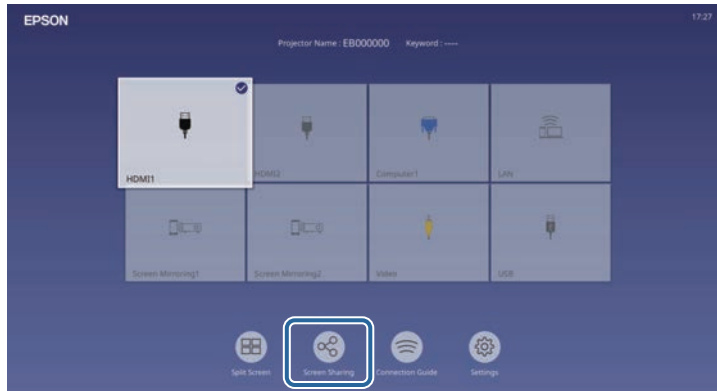 EPSON
17:27
Projector Name : EB000000 Keyword : -----
HDMI1
HDMI2
Computer1
LAN
Screen Mirroring1
Screen Mirroring2
Video
USB
Split Screen
Screen Sharing
Connection Guide
Settings